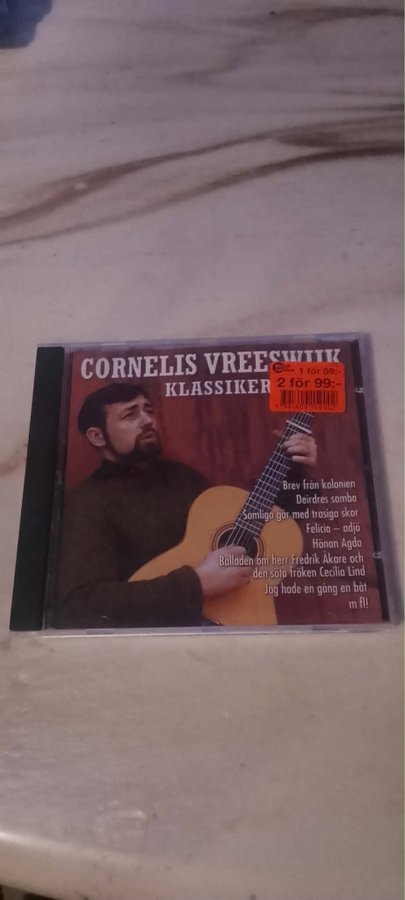 CORNELIS VREESWIJK
KLASSIKER
1 för 59:-
2 för 99:-
Brev från kolonien
Deirdres samba
Somliga går med trasiga skor
Felicia – adjö
Hönan Agda
Balladen om herr Fredrik Åkare och
den söta fröken Cecilia Lind
Jag hade en gång en båt
m fl!